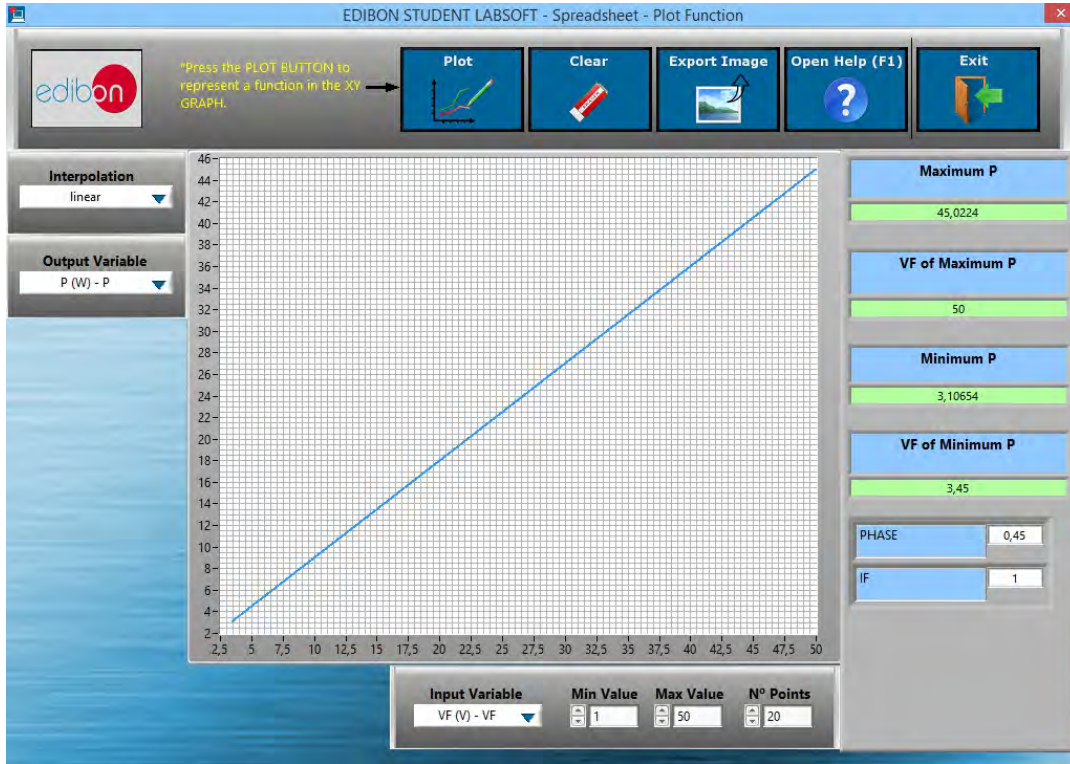 EDIBON STUDENT LABSOFT - Spreadsheet - Plot Function
edibon
*Press the PLOT BUTTON to
represent a function in the XY
GRAPH.
Plot
Clear
Export Image
Open Help (F1)
Exit
Interpolation
linear
Output Variable
P (W) - P
46
44
42
40
38
36
34
32
30
28
26
24
22
20
18
16
14
12
10
8
6
4
2
2,5 5 7,5 10 12,5 15 17,5 20 22,5 25 27,5 30 32,5 35 37,5 40 42,5 45 47,5 50
Maximum P
45,0224
VF of Maximum P
50
Minimum P
3,10654
VF of Minimum P
3,45
PHASE 0,45
IF 1
Input Variable Min Value Max Value Nº Points
VF (V) - VF 1 50 20